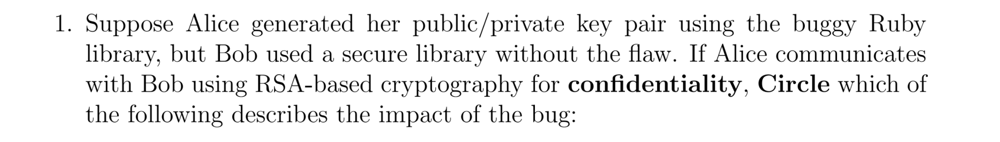 1. Suppose Alice generated her public/private key pair using the buggy Ruby
library, but Bob used a secure library without the flaw. If Alice communicates
with Bob using RSA-based cryptography for confidentiality, Circle which of
the following describes the impact of the bug: